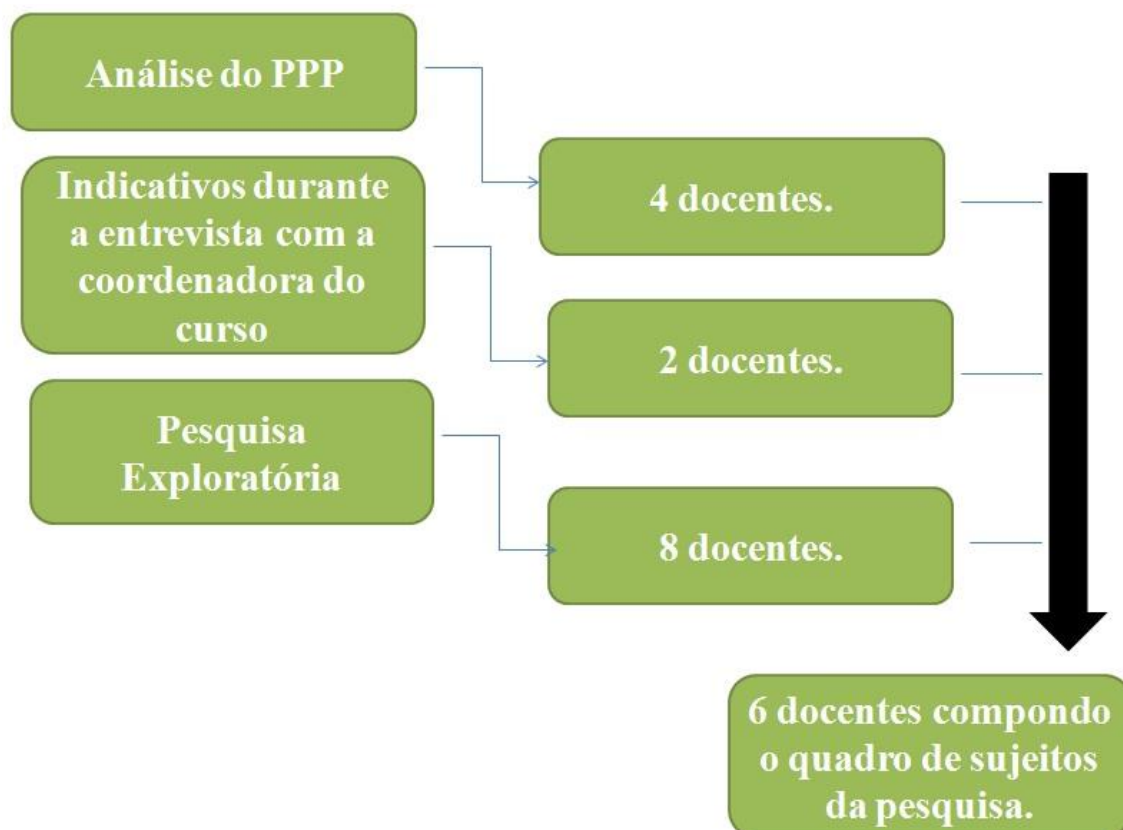 Análise do PPP
Indicativos durante
a entrevista com a
coordenadora do
curso
Pesquisa
Exploratória
4 docentes.
2 docentes.
8 docentes.
6 docentes compondo
o quadro de sujeitos
da pesquisa.